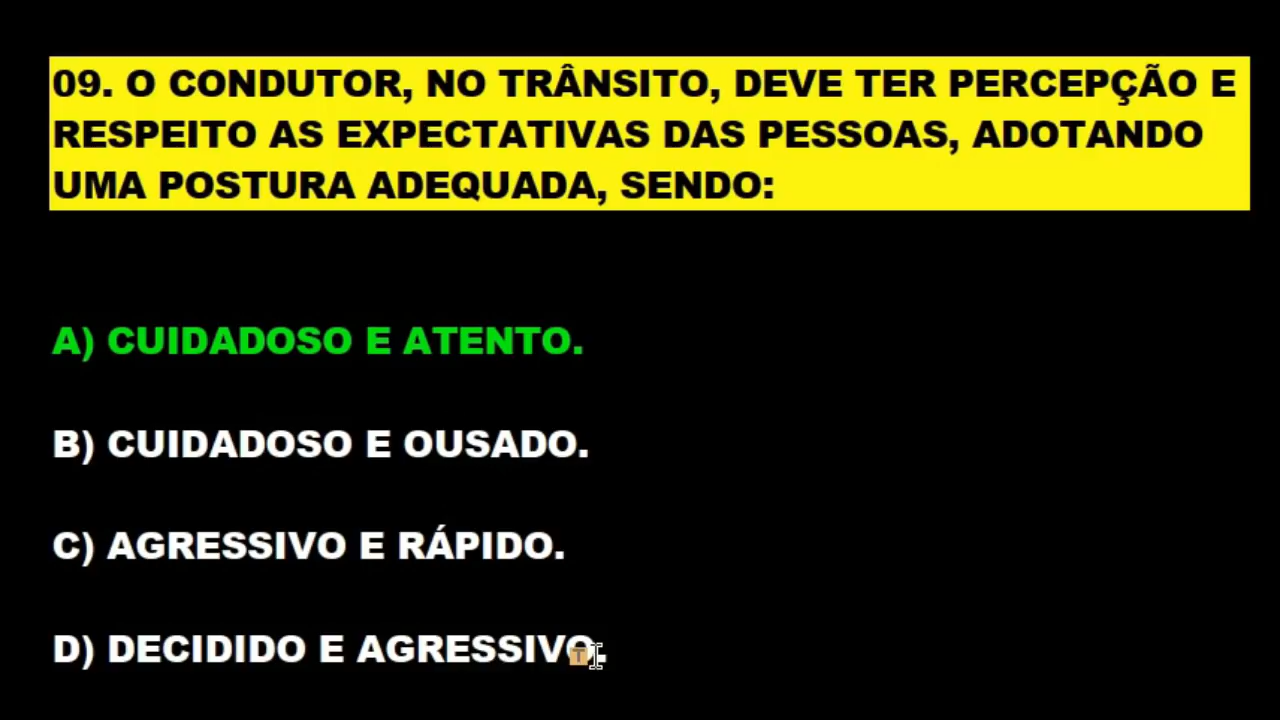 09. O CONDUTOR, NO TRÂNSITO, DEVE TER PERCEPÇÃO E
RESPEITO AS EXPECTATIVAS DAS PESSOAS, ADOTANDO
UMA POSTURA ADEQUADA, SENDO:
A) CUIDADOSO E ATENTO.
B) CUIDADOSO E OUSADO.
C) AGRESSIVO E RÁPIDO.
D) DECIDIDO E AGRESSIVO.